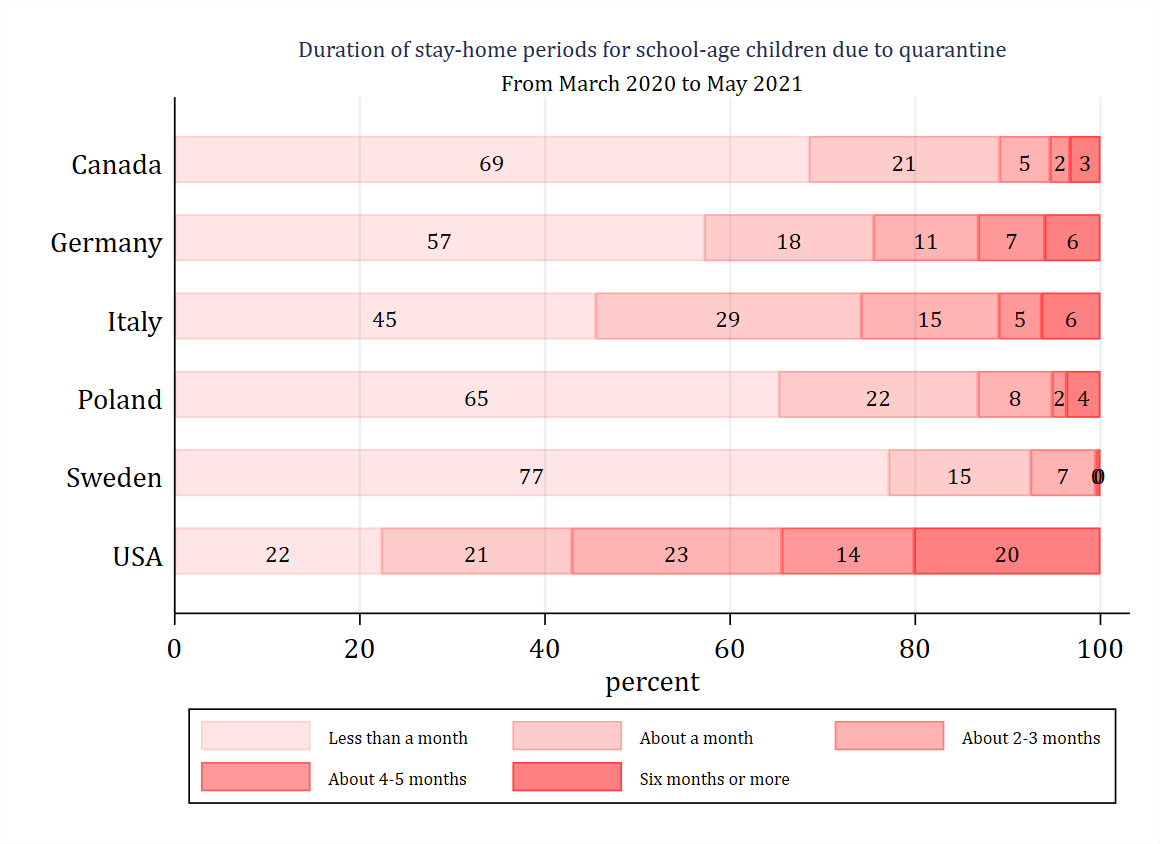 Duration of stay-home periods for school-age children due to quarantine
From March 2020 to May 2021
Canada 69 21 5 2 3
Germany 57 18 11 7 6
Italy 45 29 15 5 6
Poland 65 22 8 2 4
Sweden 77 15 7 0
USA 22 21 23 14 20
0 20 40 60 80 100
percent
Less than a month About a month About 2-3 months
About 4-5 months Six months or more